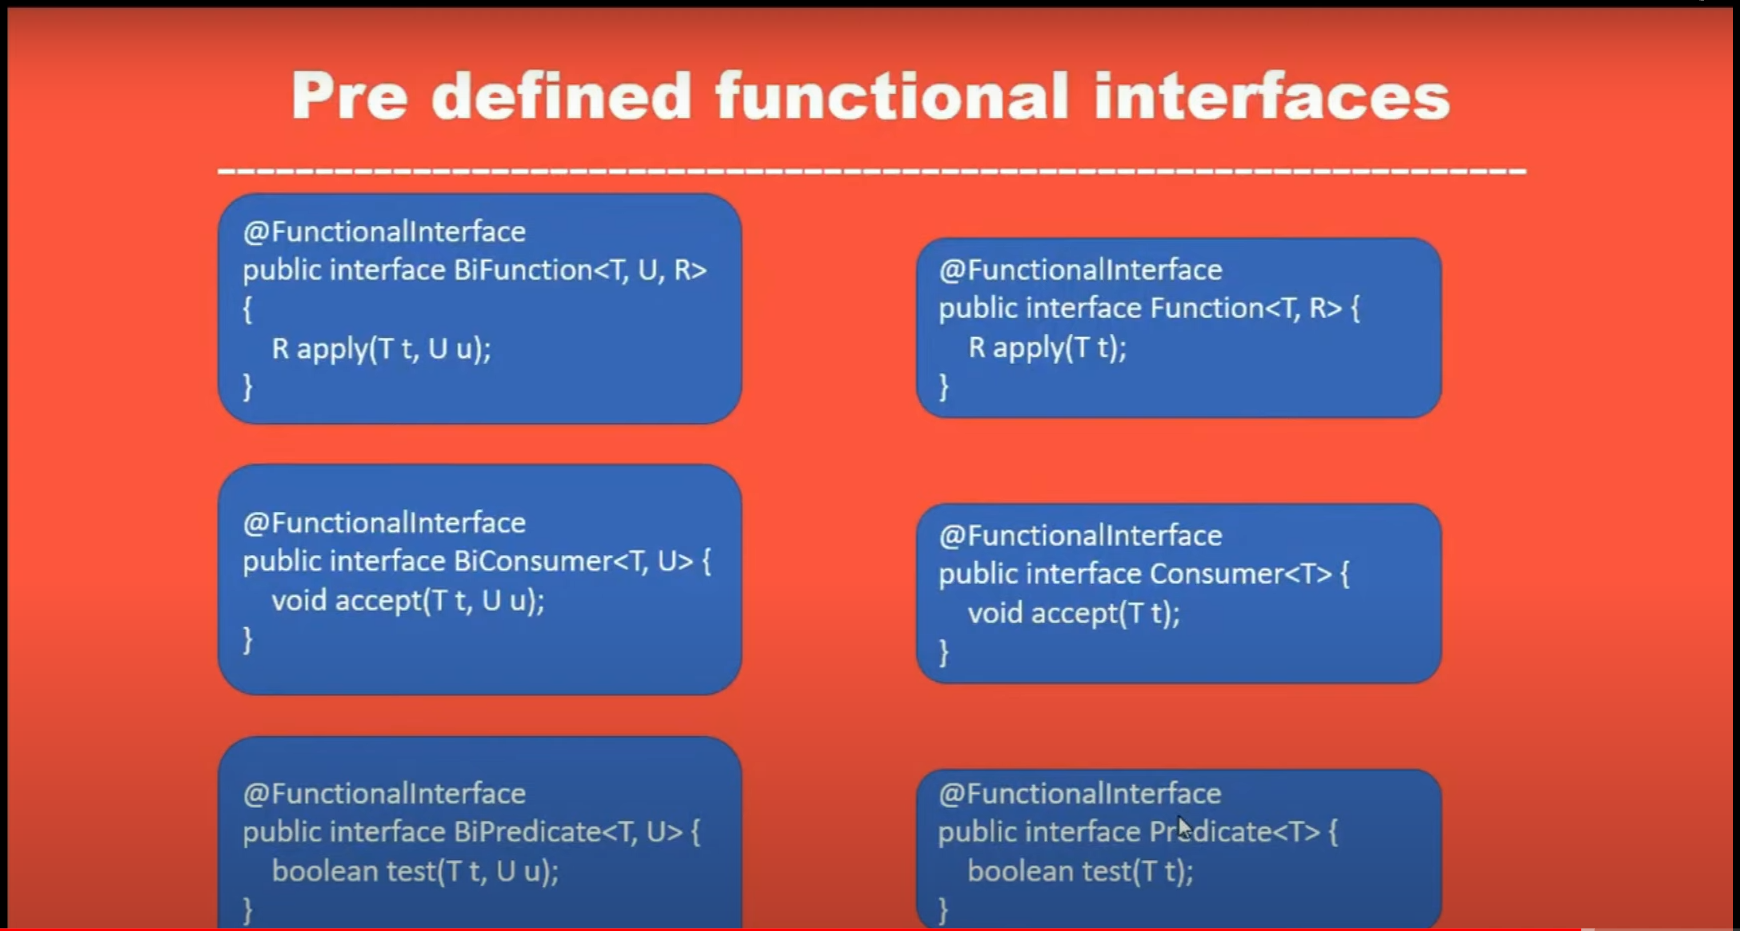 Pre defined functional interfaces
@FunctionalInterface
public interface BiFunction<T, U, R>
{
R apply(T t, U u);
}
@FunctionalInterface
public interface Function<T, R> {
R apply(T t);
}
@FunctionalInterface
public interface BiConsumer<T, U> {
void accept(T t, U u);
}
@FunctionalInterface
public interface Consumer<T> {
void accept(T t);
}
@FunctionalInterface
public interface BiPredicate<T, U> {
boolean test(T t, U u);
}
@FunctionalInterface
public interface Predicate<T> {
boolean test(T t);
}